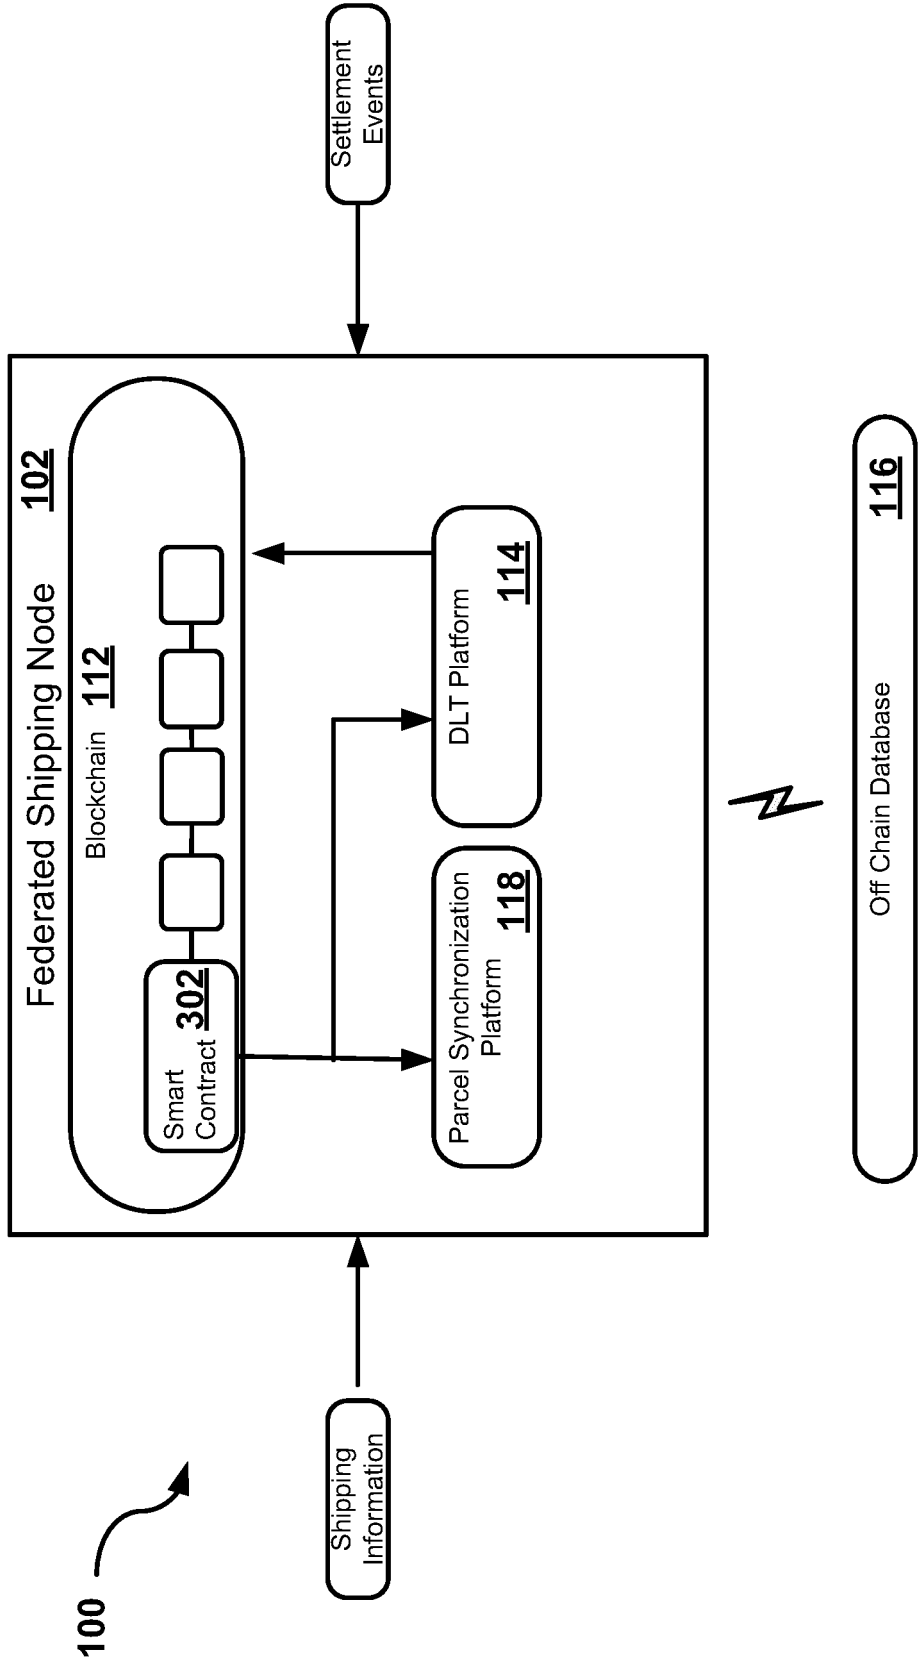 100
Federated Shipping Node
102
Blockchain
112
Smart
Contract
302
Shipping
Information
Settlement
Events
Parcel Synchronization
Platform
118
DLT Platform
114
Off Chain Database
116